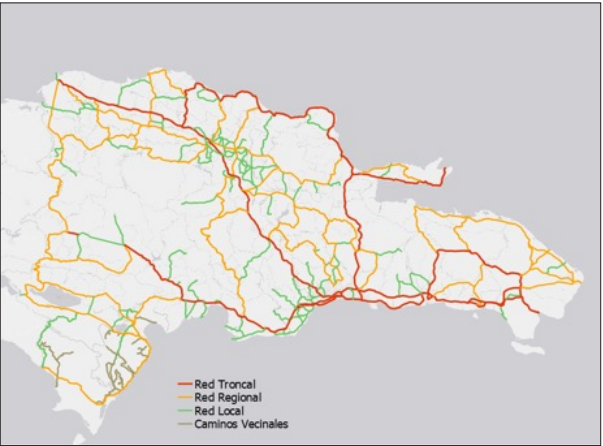 Red Troncal
Red Regional
Red Local
Caminos Vecinales